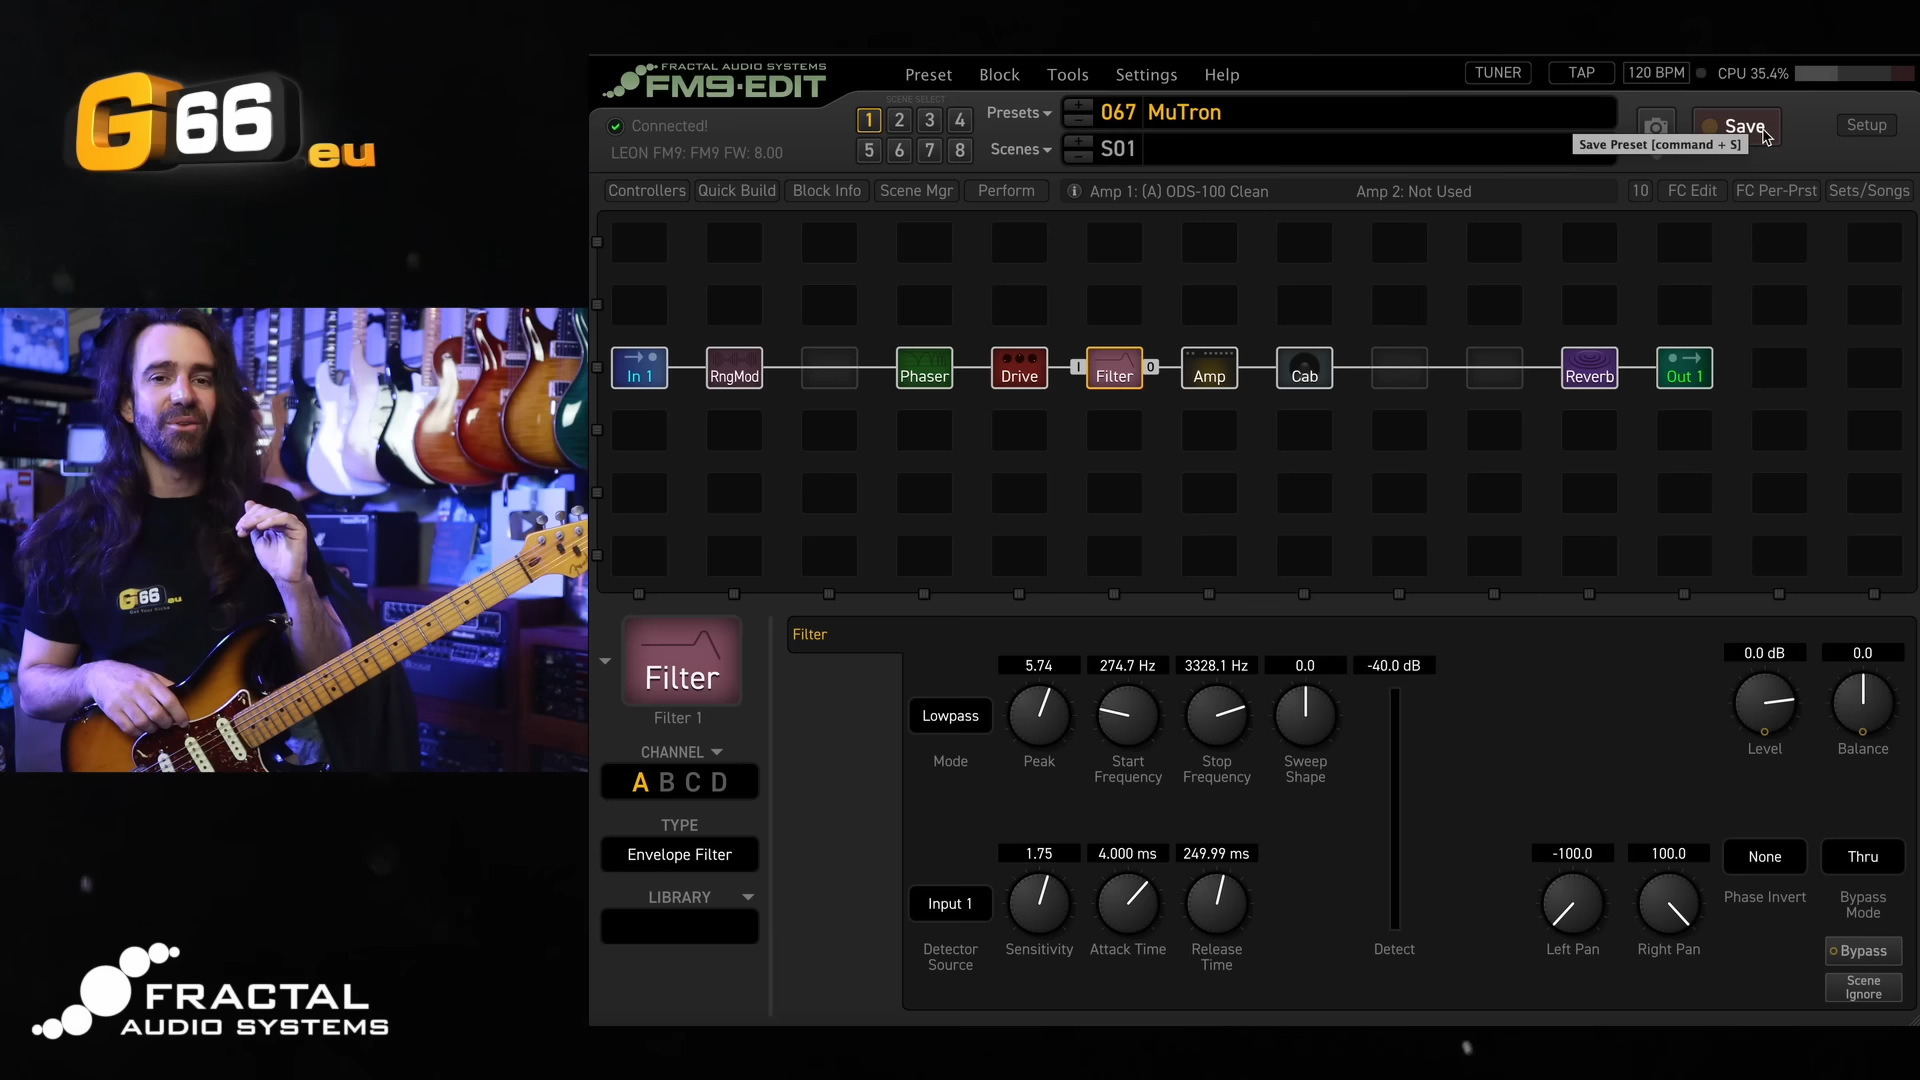 G66
eu
FRACTAL AUDIO SYSTEMS
FM9·EDIT
Preset Block Tools Settings Help
TUNER TAP 120 BPM CPU 35.4%
Connected!
LEON FM9: FM9 FW: 8.00
SCENE SELECT
1 2 3 4
5 6 7 8
Presets 067 MuTron
Scenes S01
Save
Save Preset [command + S]
Setup
Controllers Quick Build Block Info Scene Mgr Perform
Amp 1: (A) ODS-100 Clean Amp 2: Not Used
10 FC Edit FC Per-Prst Sets/Songs
In 1 RngMod Phaser Drive I Filter O Amp Cab Reverb Out 1
G66 eu
Filter
Filter 1
CHANNEL
A B C D
TYPE
Envelope Filter
LIBRARY
Filter
5.74 274.7 Hz 3328.1 Hz 0.0 -40.0 dB 0.0 dB 0.0
Lowpass
Mode Peak Start Frequency Stop Frequency Sweep Shape Level Balance
1.75 4.000 ms 249.99 ms -100.0 100.0 None Thru
Input 1
Detector Source Sensitivity Attack Time Release Time Detect Left Pan Right Pan Phase Invert Bypass Mode
Bypass
Scene Ignore
FRACTAL
AUDIO SYSTEMS